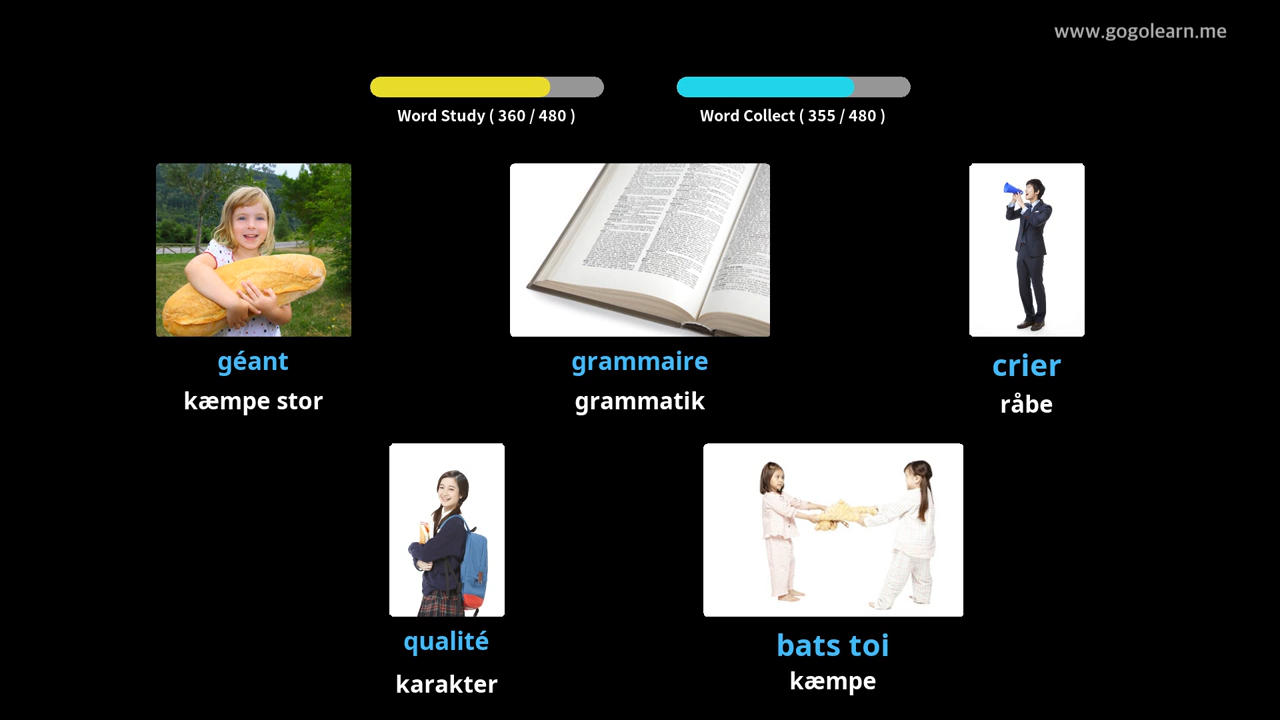 www.gogolearn.me
Word Study ( 360 / 480 )
Word Collect ( 355 / 480 )
géant
kæmpe stor
grammaire
grammatik
crier
råbe
qualité
karakter
bats toi
kæmpe